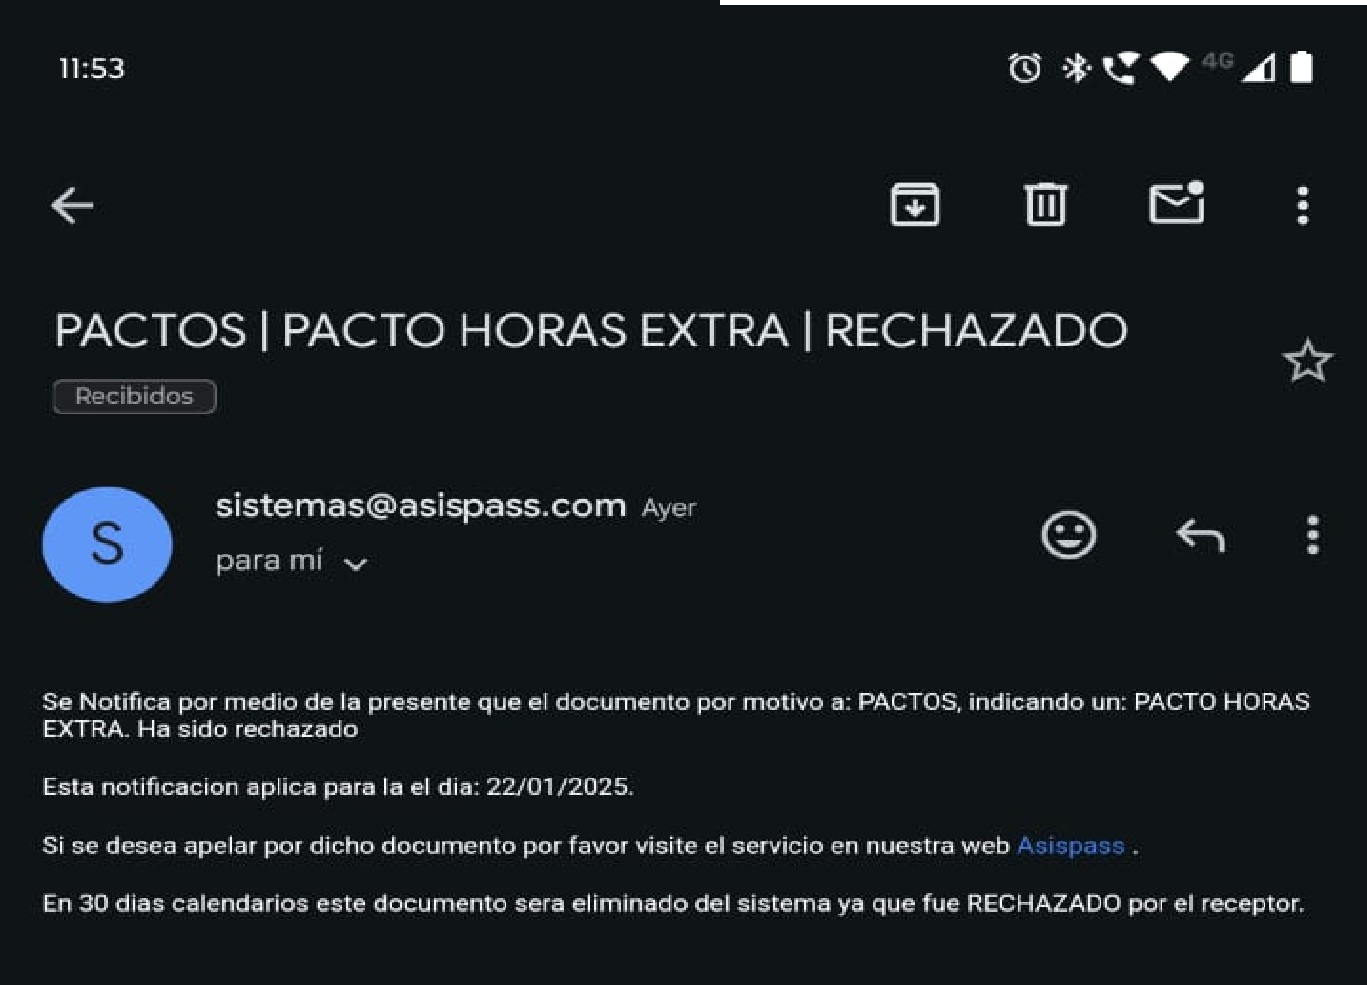 11:53
4G
PACTOS | PACTO HORAS EXTRA | RECHAZADO
Recibidos
S
sistemas@asispass.com Ayer
para mí
Se Notifica por medio de la presente que el documento por motivo a: PACTOS, indicando un: PACTO HORAS
EXTRA. Ha sido rechazado
Esta notificacion aplica para la el dia: 22/01/2025.
Si se desea apelar por dicho documento por favor visite el servicio en nuestra web Asispass .
En 30 dias calendarios este documento sera eliminado del sistema ya que fue RECHAZADO por el receptor.